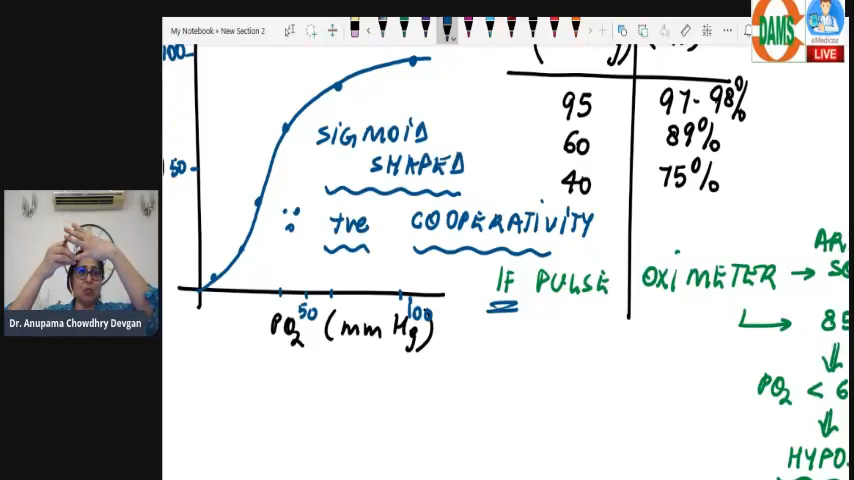 My Notebook » New Section 2
DAMS
eMedicoz
LIVE
100
50
SIGMOID
SHAPED
∵ +ve COOPERATIVITY
50
100
PO2 (mm Hg)
95 97-98%
60 89%
40 75%
IF PULSE OXIMETER →
PO2 < 6
HYPO
Dr. Anupama Chowdhry Devgan